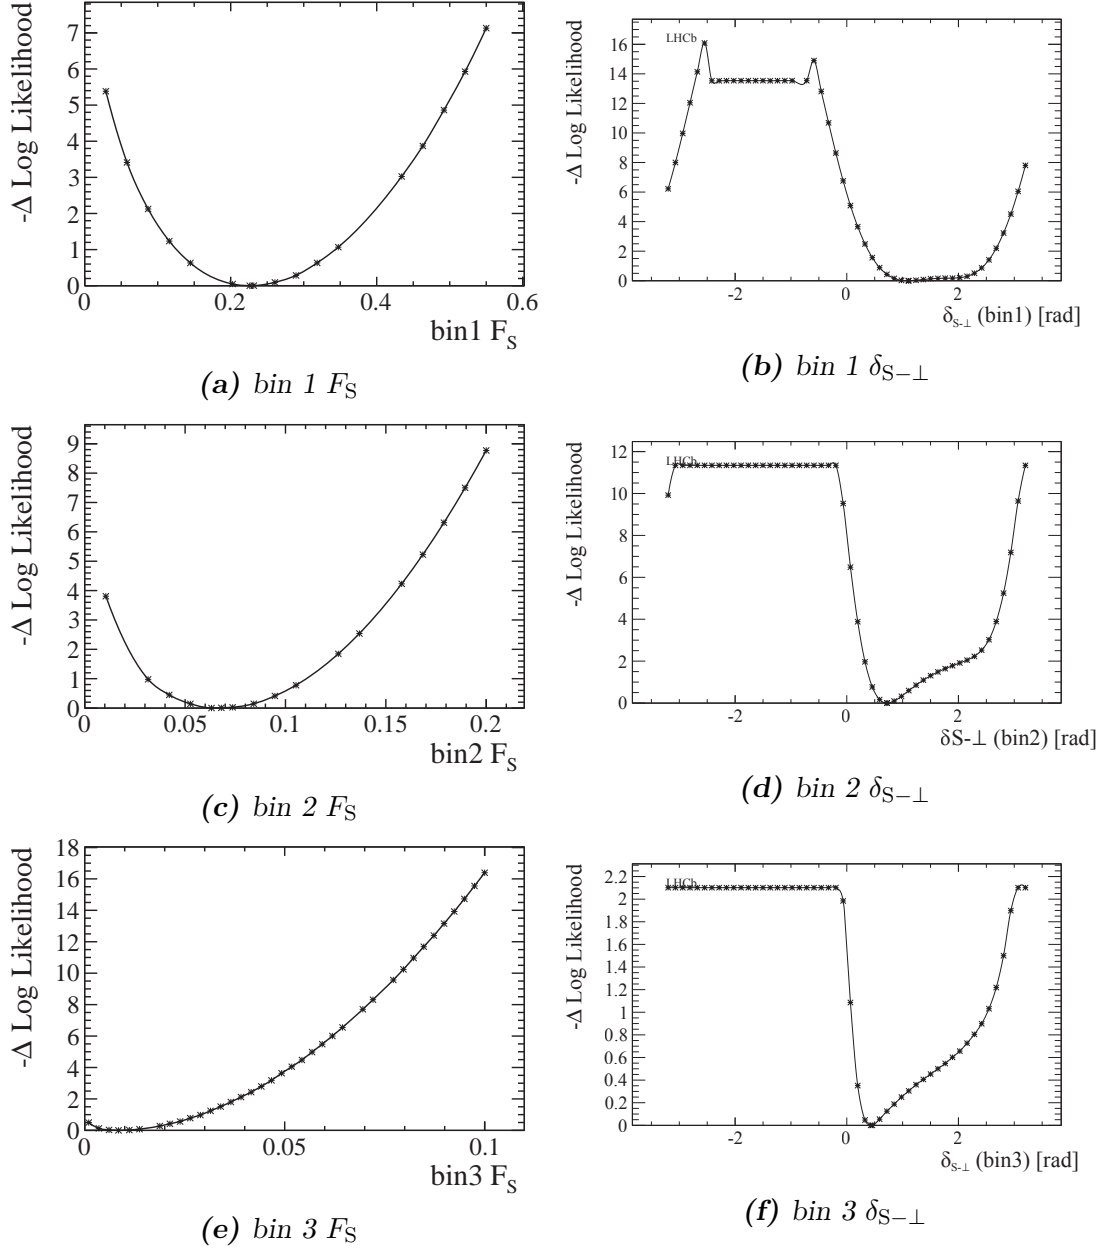 -Δ Log Likelihood
7
6
5
4
3
2
1
0
0 0.2 0.4 0.6
bin1 F_S
(a) bin 1 F_S
-Δ Log Likelihood
LHCb
16
14
12
10
8
6
4
2
0
-2 0 2
δ_S-⊥ (bin1) [rad]
(b) bin 1 δ_S−⊥
-Δ Log Likelihood
9
8
7
6
5
4
3
2
1
0
0 0.05 0.1 0.15 0.2
bin2 F_S
(c) bin 2 F_S
-Δ Log Likelihood
LHCb
12
10
8
6
4
2
0
-2 0 2
δS-⊥ (bin2) [rad]
(d) bin 2 δ_S−⊥
-Δ Log Likelihood
18
16
14
12
10
8
6
4
2
0
0 0.05 0.1
bin3 F_S
(e) bin 3 F_S
-Δ Log Likelihood
LHCb
2.2
2
1.8
1.6
1.4
1.2
1
0.8
0.6
0.4
0.2
0
-2 0 2
δ_S-⊥ (bin3) [rad]
(f) bin 3 δ_S−⊥